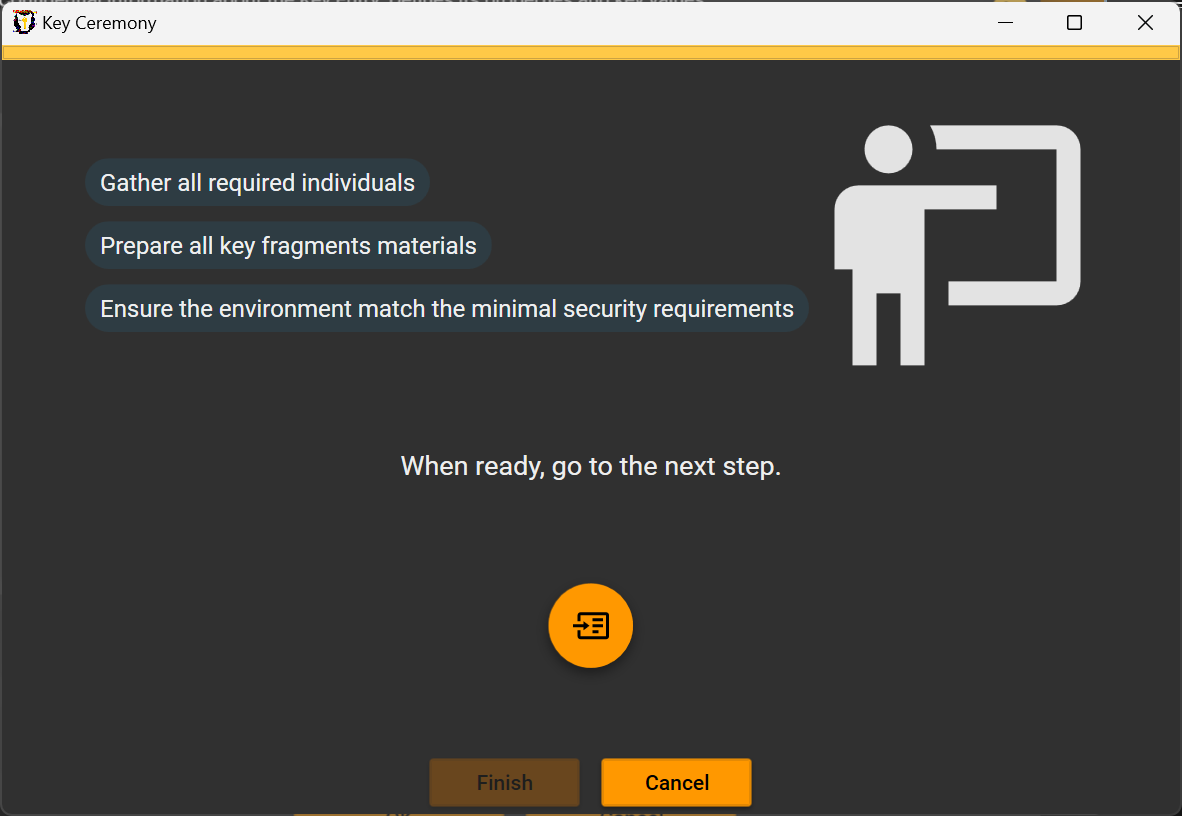 Key Ceremony
Gather all required individuals
Prepare all key fragments materials
Ensure the environment match the minimal security requirements
When ready, go to the next step.
Finish
Cancel